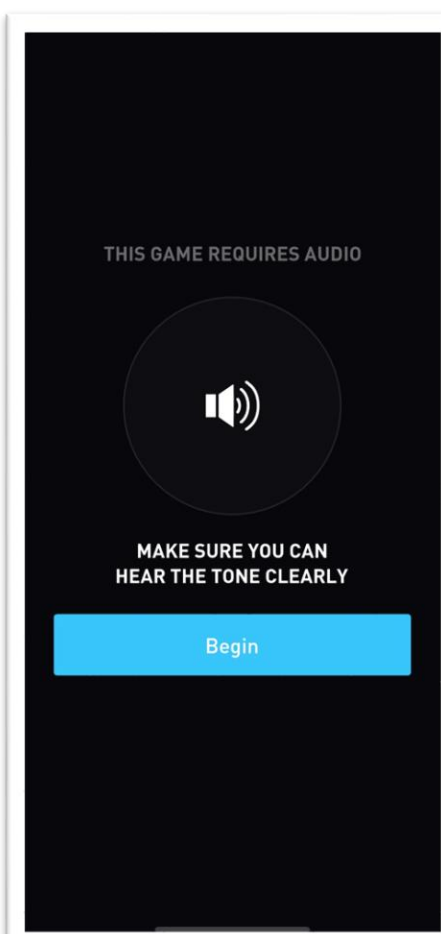 THIS GAME REQUIRES AUDIO
MAKE SURE YOU CAN
HEAR THE TONE CLEARLY
Begin